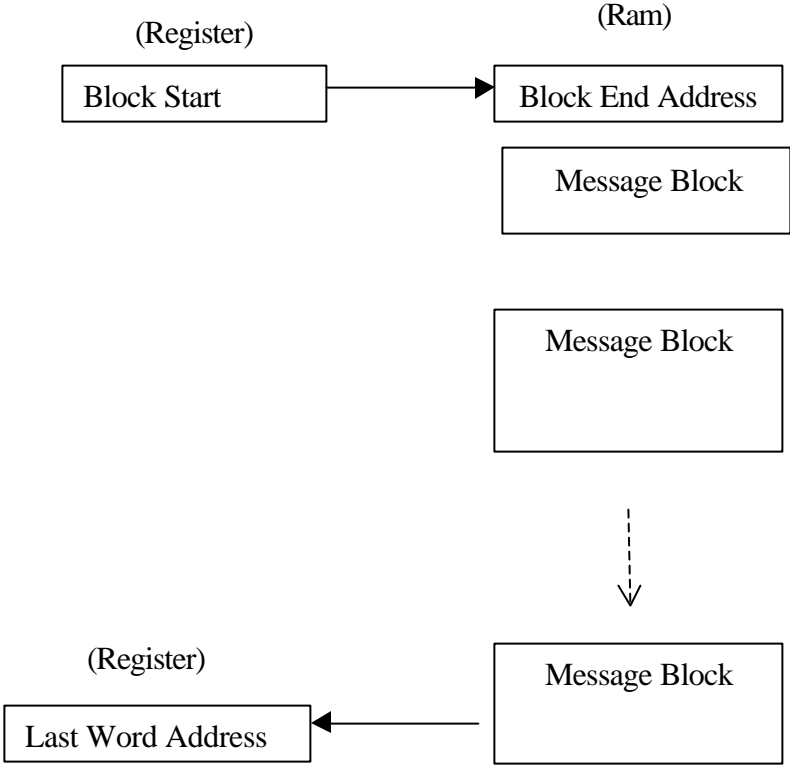 (Register)
(Ram)
Block Start
Block End Address
Message Block
Message Block
(Register)
Message Block
Last Word Address